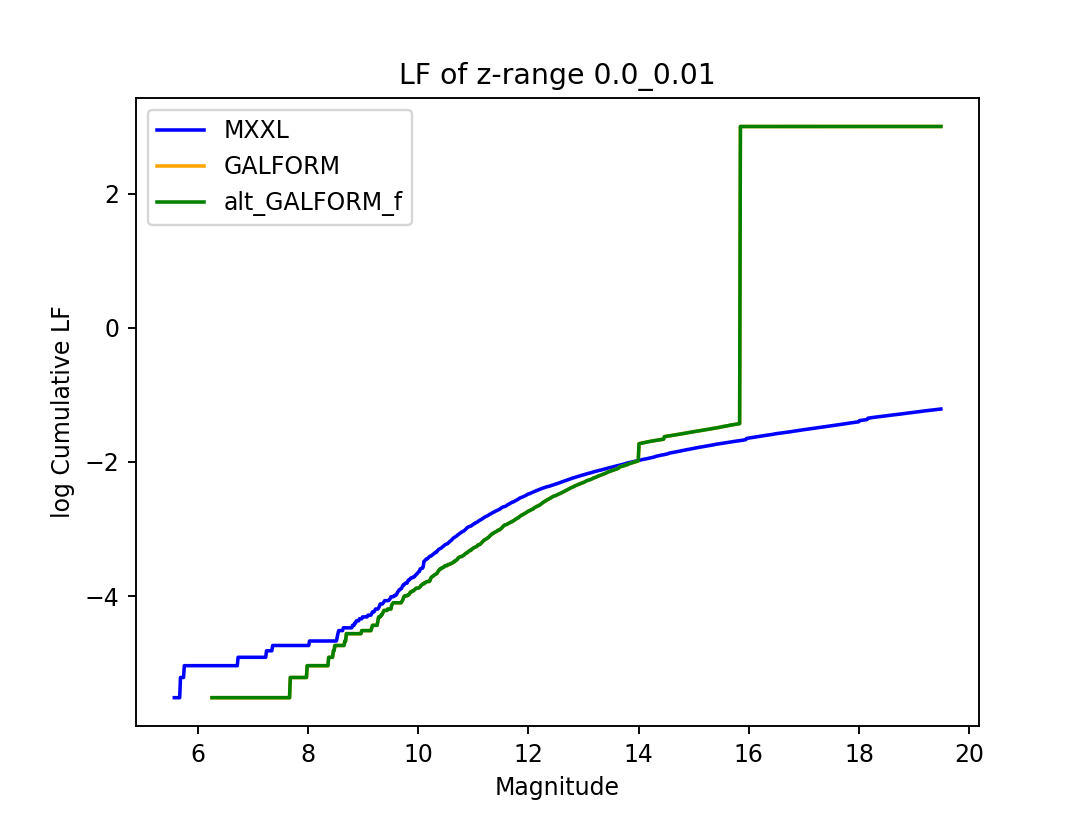 LF of z-range 0.0_0.01
MXXL
GALFORM
alt_GALFORM_f
log Cumulative LF
2
0
−2
−4
6 8 10 12 14 16 18 20
Magnitude